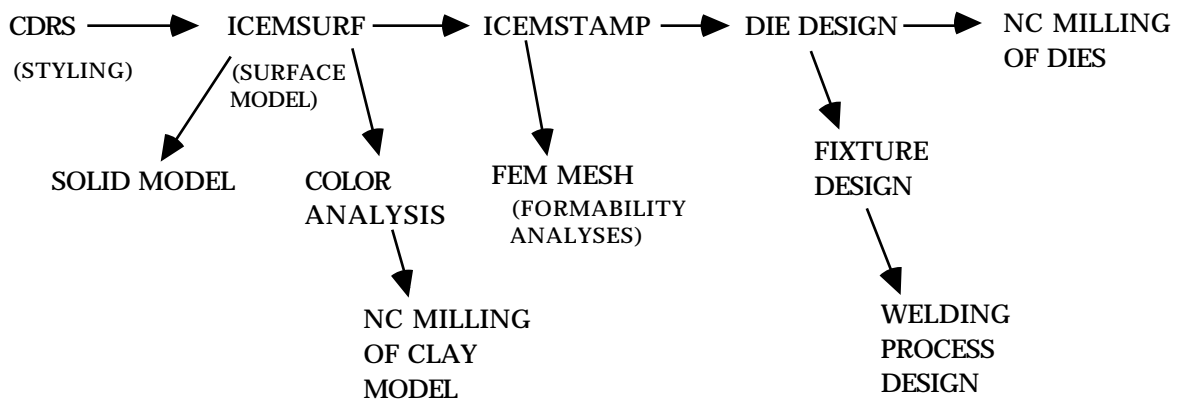 CDRS
(STYLING)
ICEMSURF
(SURFACE
MODEL)
ICEMSTAMP
DIE DESIGN
NC MILLING
OF DIES
SOLID MODEL
COLOR
ANALYSIS
FEM MESH
(FORMABILITY
ANALYSES)
FIXTURE
DESIGN
NC MILLING
OF CLAY
MODEL
WELDING
PROCESS
DESIGN